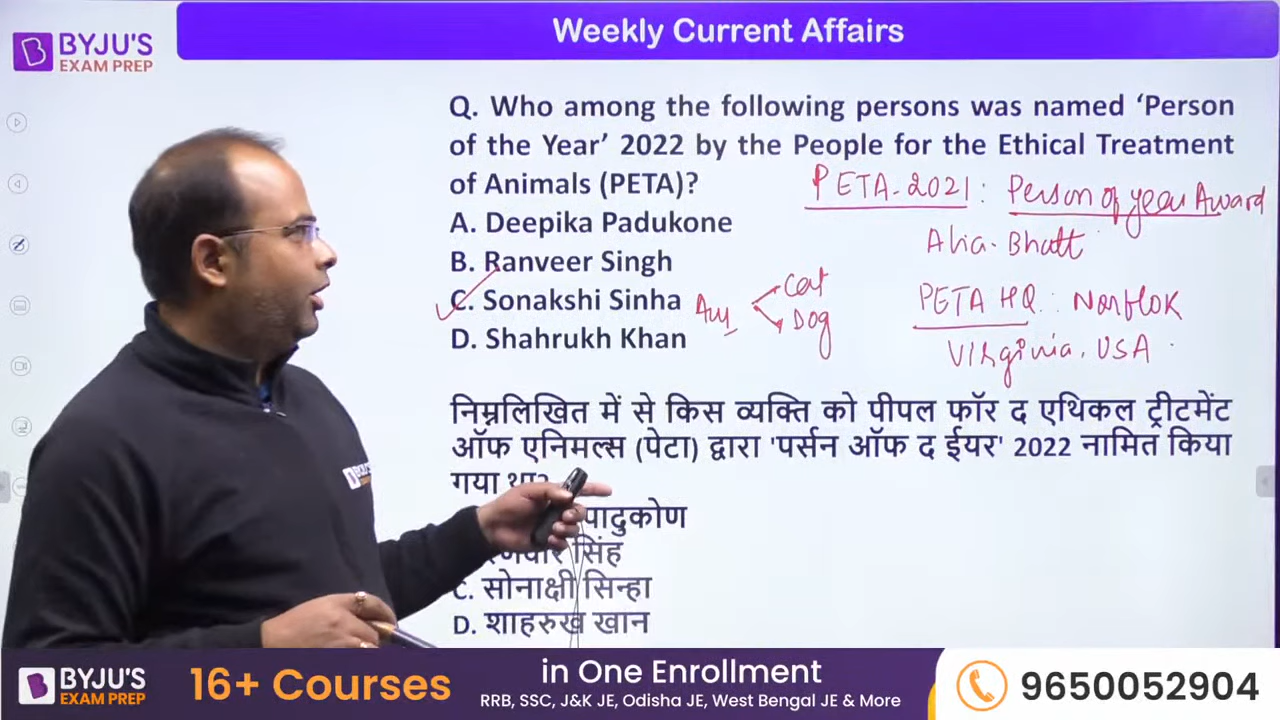 Weekly Current Affairs
BYJU'S
EXAM PREP
Q. Who among the following persons was named ‘Person
of the Year’ 2022 by the People for the Ethical Treatment
of Animals (PETA)?
PETA-2021: Person of year Award
A. Deepika Padukone
Alia-Bhatt
B. Ranveer Singh
C. Sonakshi Sinha
Cat
Dog
PETA HQ: Norflok
D. Shahrukh Khan
Virginia, USA
निम्नलिखित में से किस व्यक्ति को पीपल फॉर द एथिकल ट्रीटमेंट
ऑफ एनिमल्स (पेटा) द्वारा 'पर्सन ऑफ द ईयर' 2022 नामित किया
गया था?
पादुकोण
सिंह
C. सोनाक्षी सिन्हा
D. शाहरुख खान
BYJU'S
EXAM PREP
16+ Courses
in One Enrollment
RRB, SSC, J&K JE, Odisha JE, West Bengal JE & More
9650052904